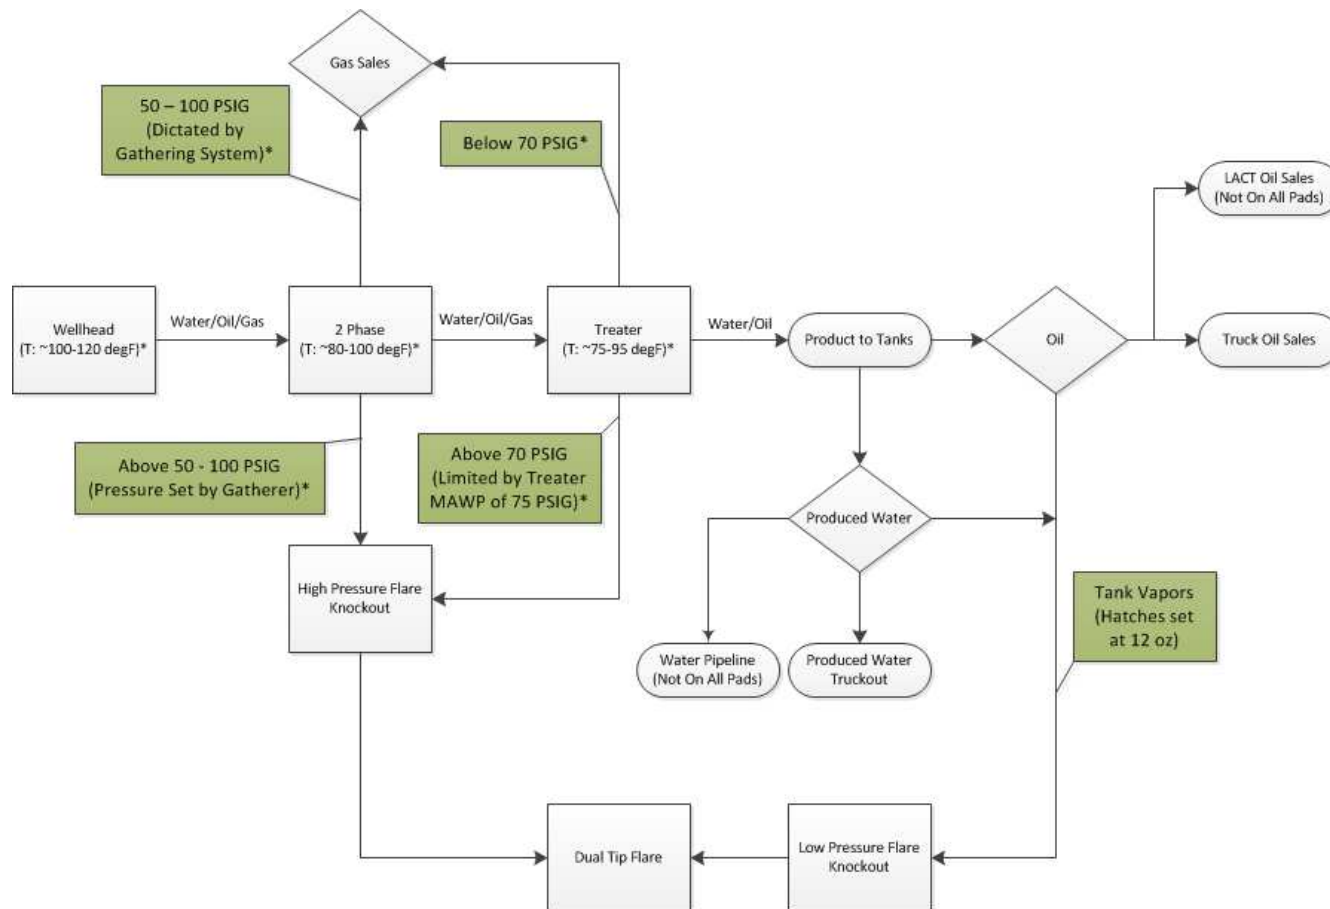 Gas Sales
50 – 100 PSIG
(Dictated by
Gathering System)*
Below 70 PSIG*
LACT Oil Sales
(Not On All Pads)
Wellhead
(T: ~100-120 degF)*
Water/Oil/Gas
2 Phase
(T: ~80-100 degF)*
Water/Oil/Gas
Treater
(T: ~75-95 degF)*
Water/Oil
Product to Tanks
Oil
Truck Oil Sales
Above 50 - 100 PSIG
(Pressure Set by Gatherer)*
Above 70 PSIG
(Limited by Treater
MAWP of 75 PSIG)*
Produced Water
High Pressure Flare
Knockout
Tank Vapors
(Hatches set
at 12 oz)
Water Pipeline
(Not On All Pads)
Produced Water
Truckout
Dual Tip Flare
Low Pressure Flare
Knockout